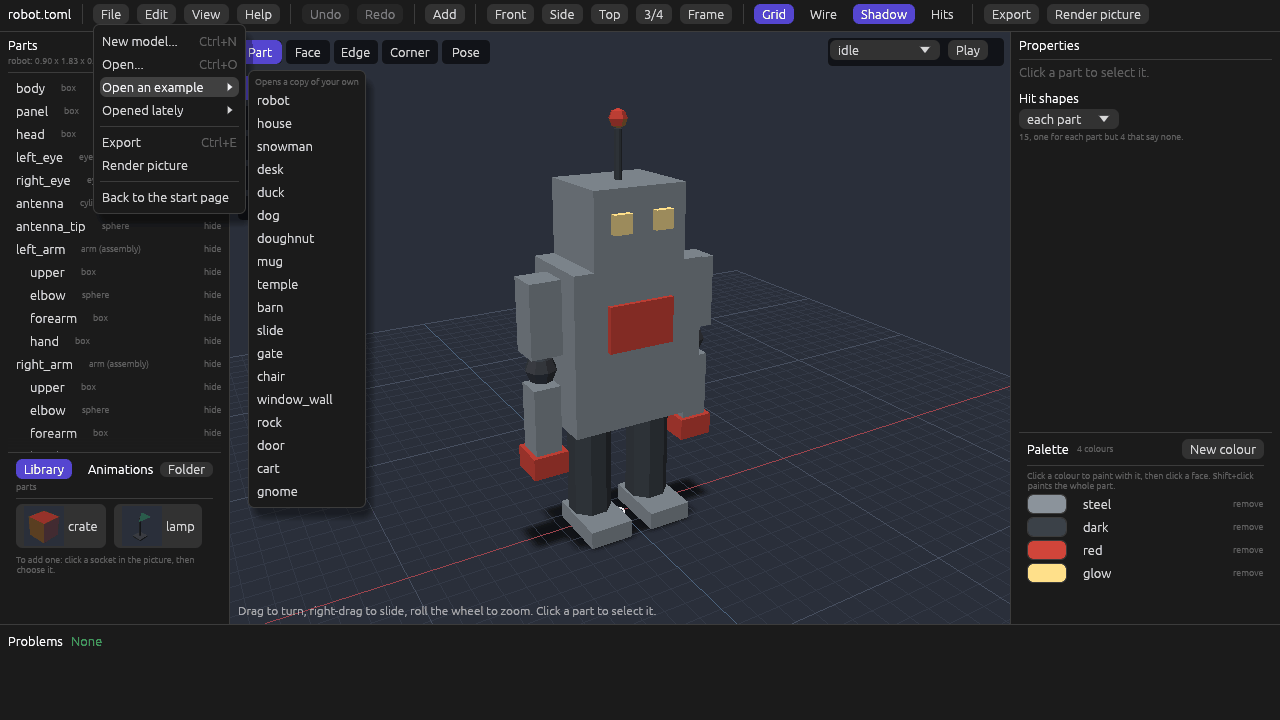 robot.toml File Edit View Help Undo Redo Add Front Side Top 3/4 Frame Grid Wire Shadow Hits Export Render picture
Parts
robot: 0.90 x 1.83 x 0.
New model... Ctrl+N
Open... Ctrl+O
Open an example
Opened lately
Export Ctrl+E
Render picture
Back to the start page
Opens a copy of your own
robot
house
snowman
desk
duck
dog
doughnut
mug
temple
barn
slide
gate
chair
window_wall
rock
door
cart
gnome
body box
panel box
head box
left_eye eye
right_eye
antenna
antenna_tip sphere hide
left_arm arm (assembly) hide
upper box hide
elbow sphere hide
forearm box hide
hand box hide
right_arm arm (assembly) hide
upper box hide
elbow sphere hide
forearm box hide
Library Animations Folder
parts
crate lamp
To add one: click a socket in the picture, then
choose it.
Part Face Edge Corner Pose
idle Play
Drag to turn, right-drag to slide, roll the wheel to zoom. Click a part to select it.
Properties
Click a part to select it.
Hit shapes
each part
15, one for each part but 4 that say none.
Palette 4 colours New colour
Click a colour to paint with it, then click a face. Shift+click
paints the whole part.
steel remove
dark remove
red remove
glow remove
Problems None